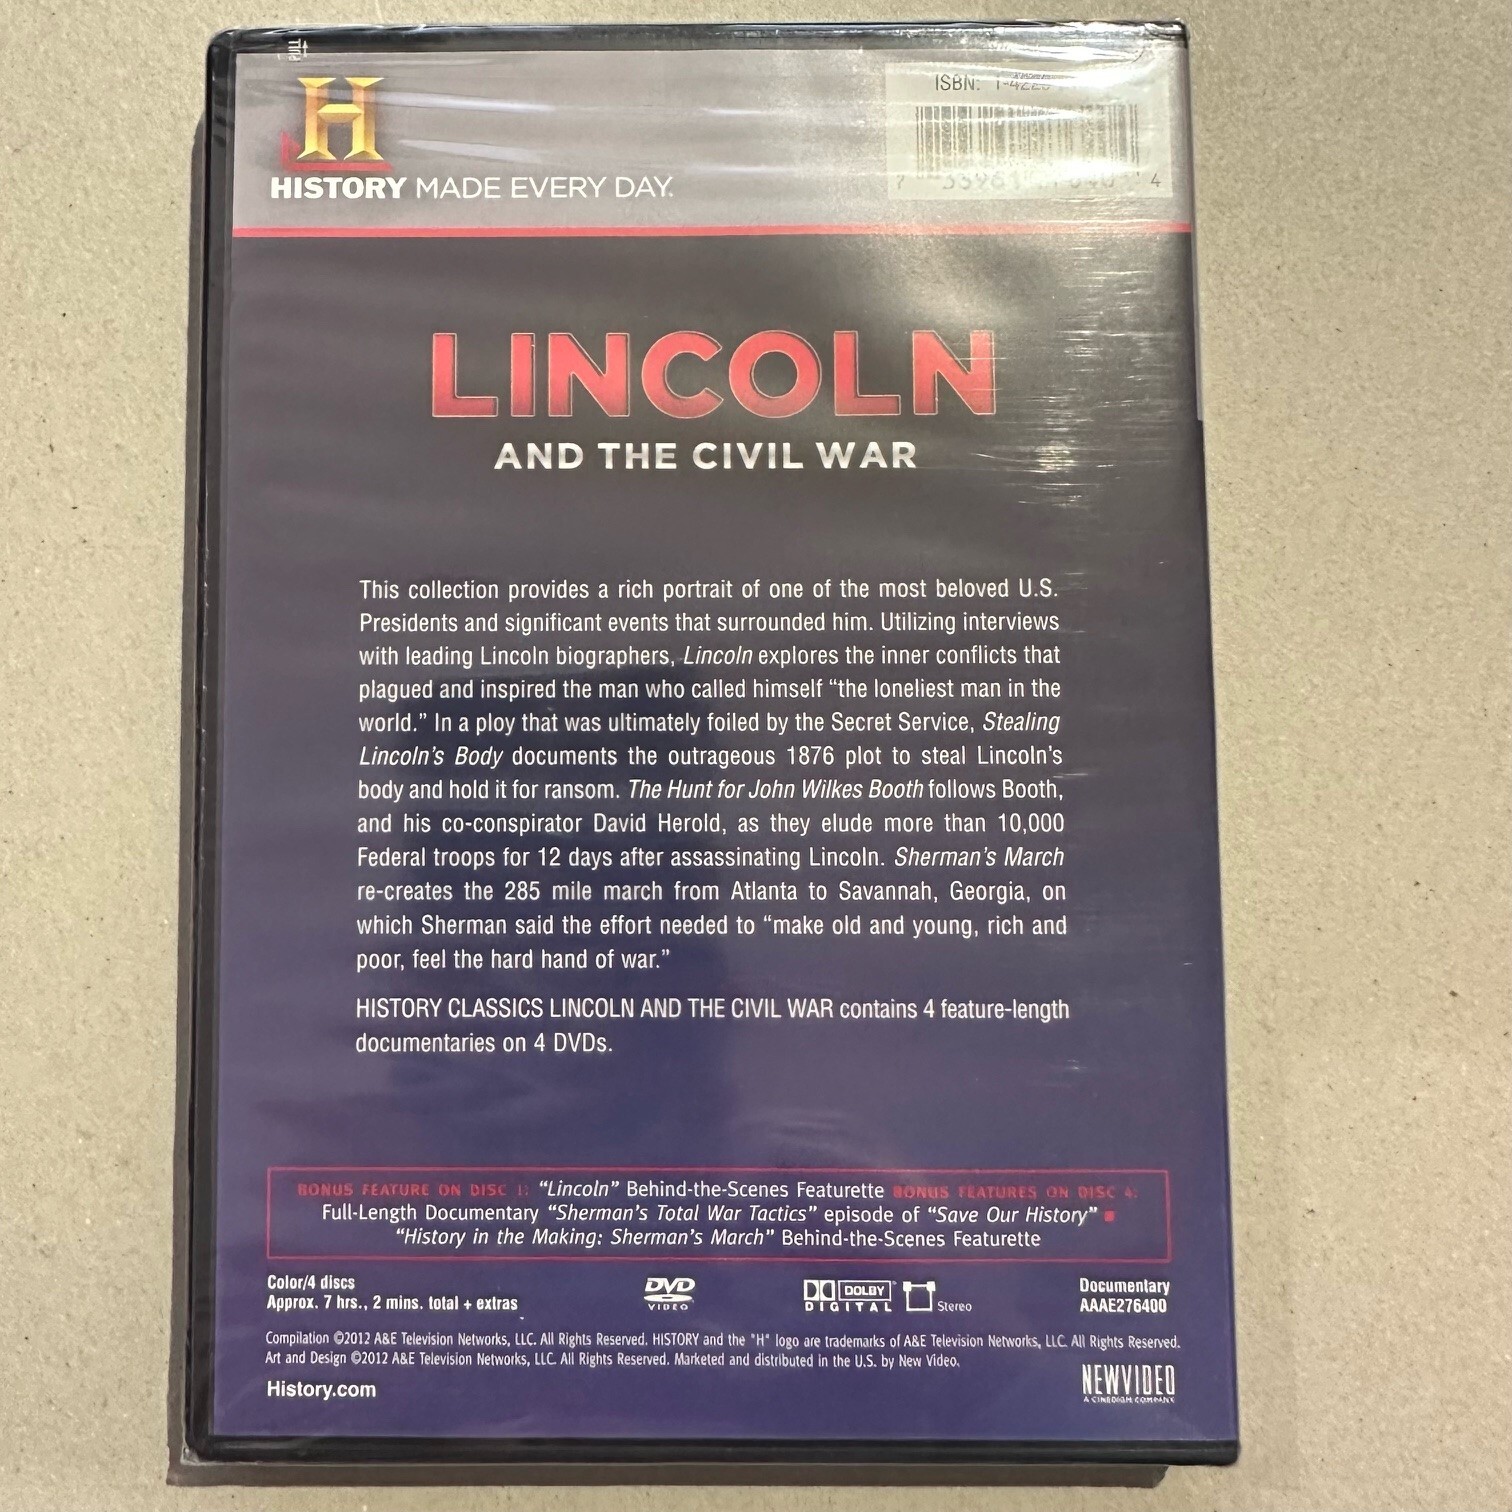 PULL
H
ISBN: 1-422
HISTORY MADE EVERY DAY.
7 4
LINCOLN
AND THE CIVIL WAR
This collection provides a rich portrait of one of the most beloved U.S.
Presidents and significant events that surrounded him. Utilizing interviews
with leading Lincoln biographers, Lincoln explores the inner conflicts that
plagued and inspired the man who called himself “the loneliest man in the
world.” In a ploy that was ultimately foiled by the Secret Service, Stealing
Lincoln’s Body documents the outrageous 1876 plot to steal Lincoln’s
body and hold it for ransom. The Hunt for John Wilkes Booth follows Booth,
and his co-conspirator David Herold, as they elude more than 10,000
Federal troops for 12 days after assassinating Lincoln. Sherman’s March
re-creates the 285 mile march from Atlanta to Savannah, Georgia, on
which Sherman said the effort needed to “make old and young, rich and
poor, feel the hard hand of war.”
HISTORY CLASSICS LINCOLN AND THE CIVIL WAR contains 4 feature-length
documentaries on 4 DVDs.
BONUS FEATURE ON DISC 1: “Lincoln” Behind-the-Scenes Featurette BONUS FEATURES ON DISC 4:
Full-Length Documentary “Sherman’s Total War Tactics” episode of “Save Our History” ■
“History in the Making: Sherman’s March” Behind-the-Scenes Featurette
Color/4 discs
Approx. 7 hrs., 2 mins. total + extras
DVD
VIDEO
DOLBY
DIGITAL
Stereo
Documentary
AAAE276400
Compilation ©2012 A&E Television Networks, LLC. All Rights Reserved. HISTORY and the "H" logo are trademarks of A&E Television Networks, LLC. All Rights Reserved.
Art and Design ©2012 A&E Television Networks, LLC. All Rights Reserved. Marketed and distributed in the U.S. by New Video.
History.com
NEWVIDEO
A CINEDIGM COMPANY